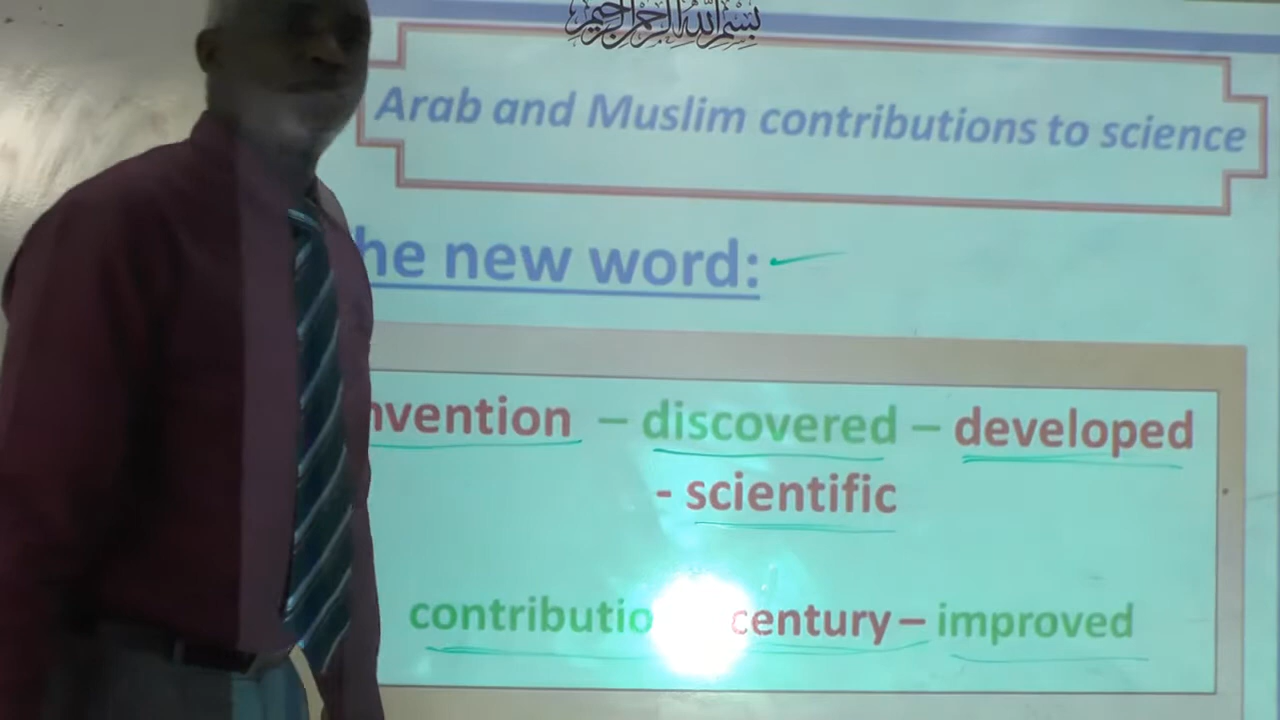 بسم الله الرحمن الرحيم
Arab and Muslim contributions to science
he new word:
nvention – discovered – developed
- scientific
contributio century – improved